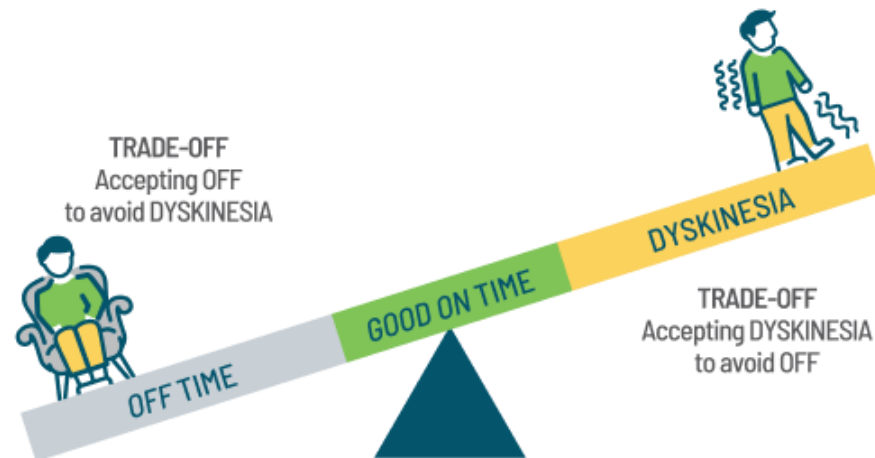 TRADE-OFF
Accepting OFF
to avoid DYSKINESIA
OFF TIME
GOOD ON TIME
DYSKINESIA
TRADE-OFF
Accepting DYSKINESIA
to avoid OFF